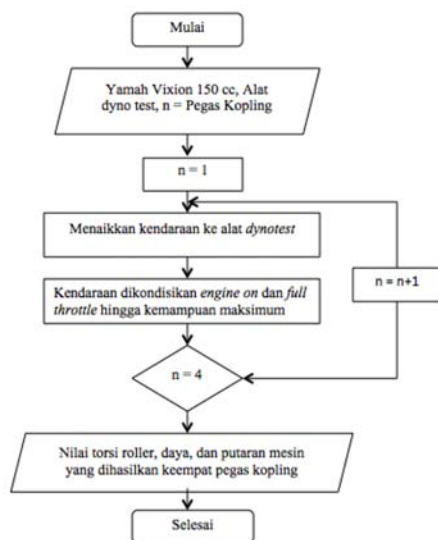 Mulai
Yamah Vixion 150 cc, Alat
dyno test, n = Pegas Kopling
n = 1
Menaikkan kendaraan ke alat dynotest
n = n+1
Kendaraan dikondisikan engine on dan full
throttle hingga kemampuan maksimum
n = 4
Nilai torsi roller, daya, dan putaran mesin
yang dihasilkan keempat pegas kopling
Selesai